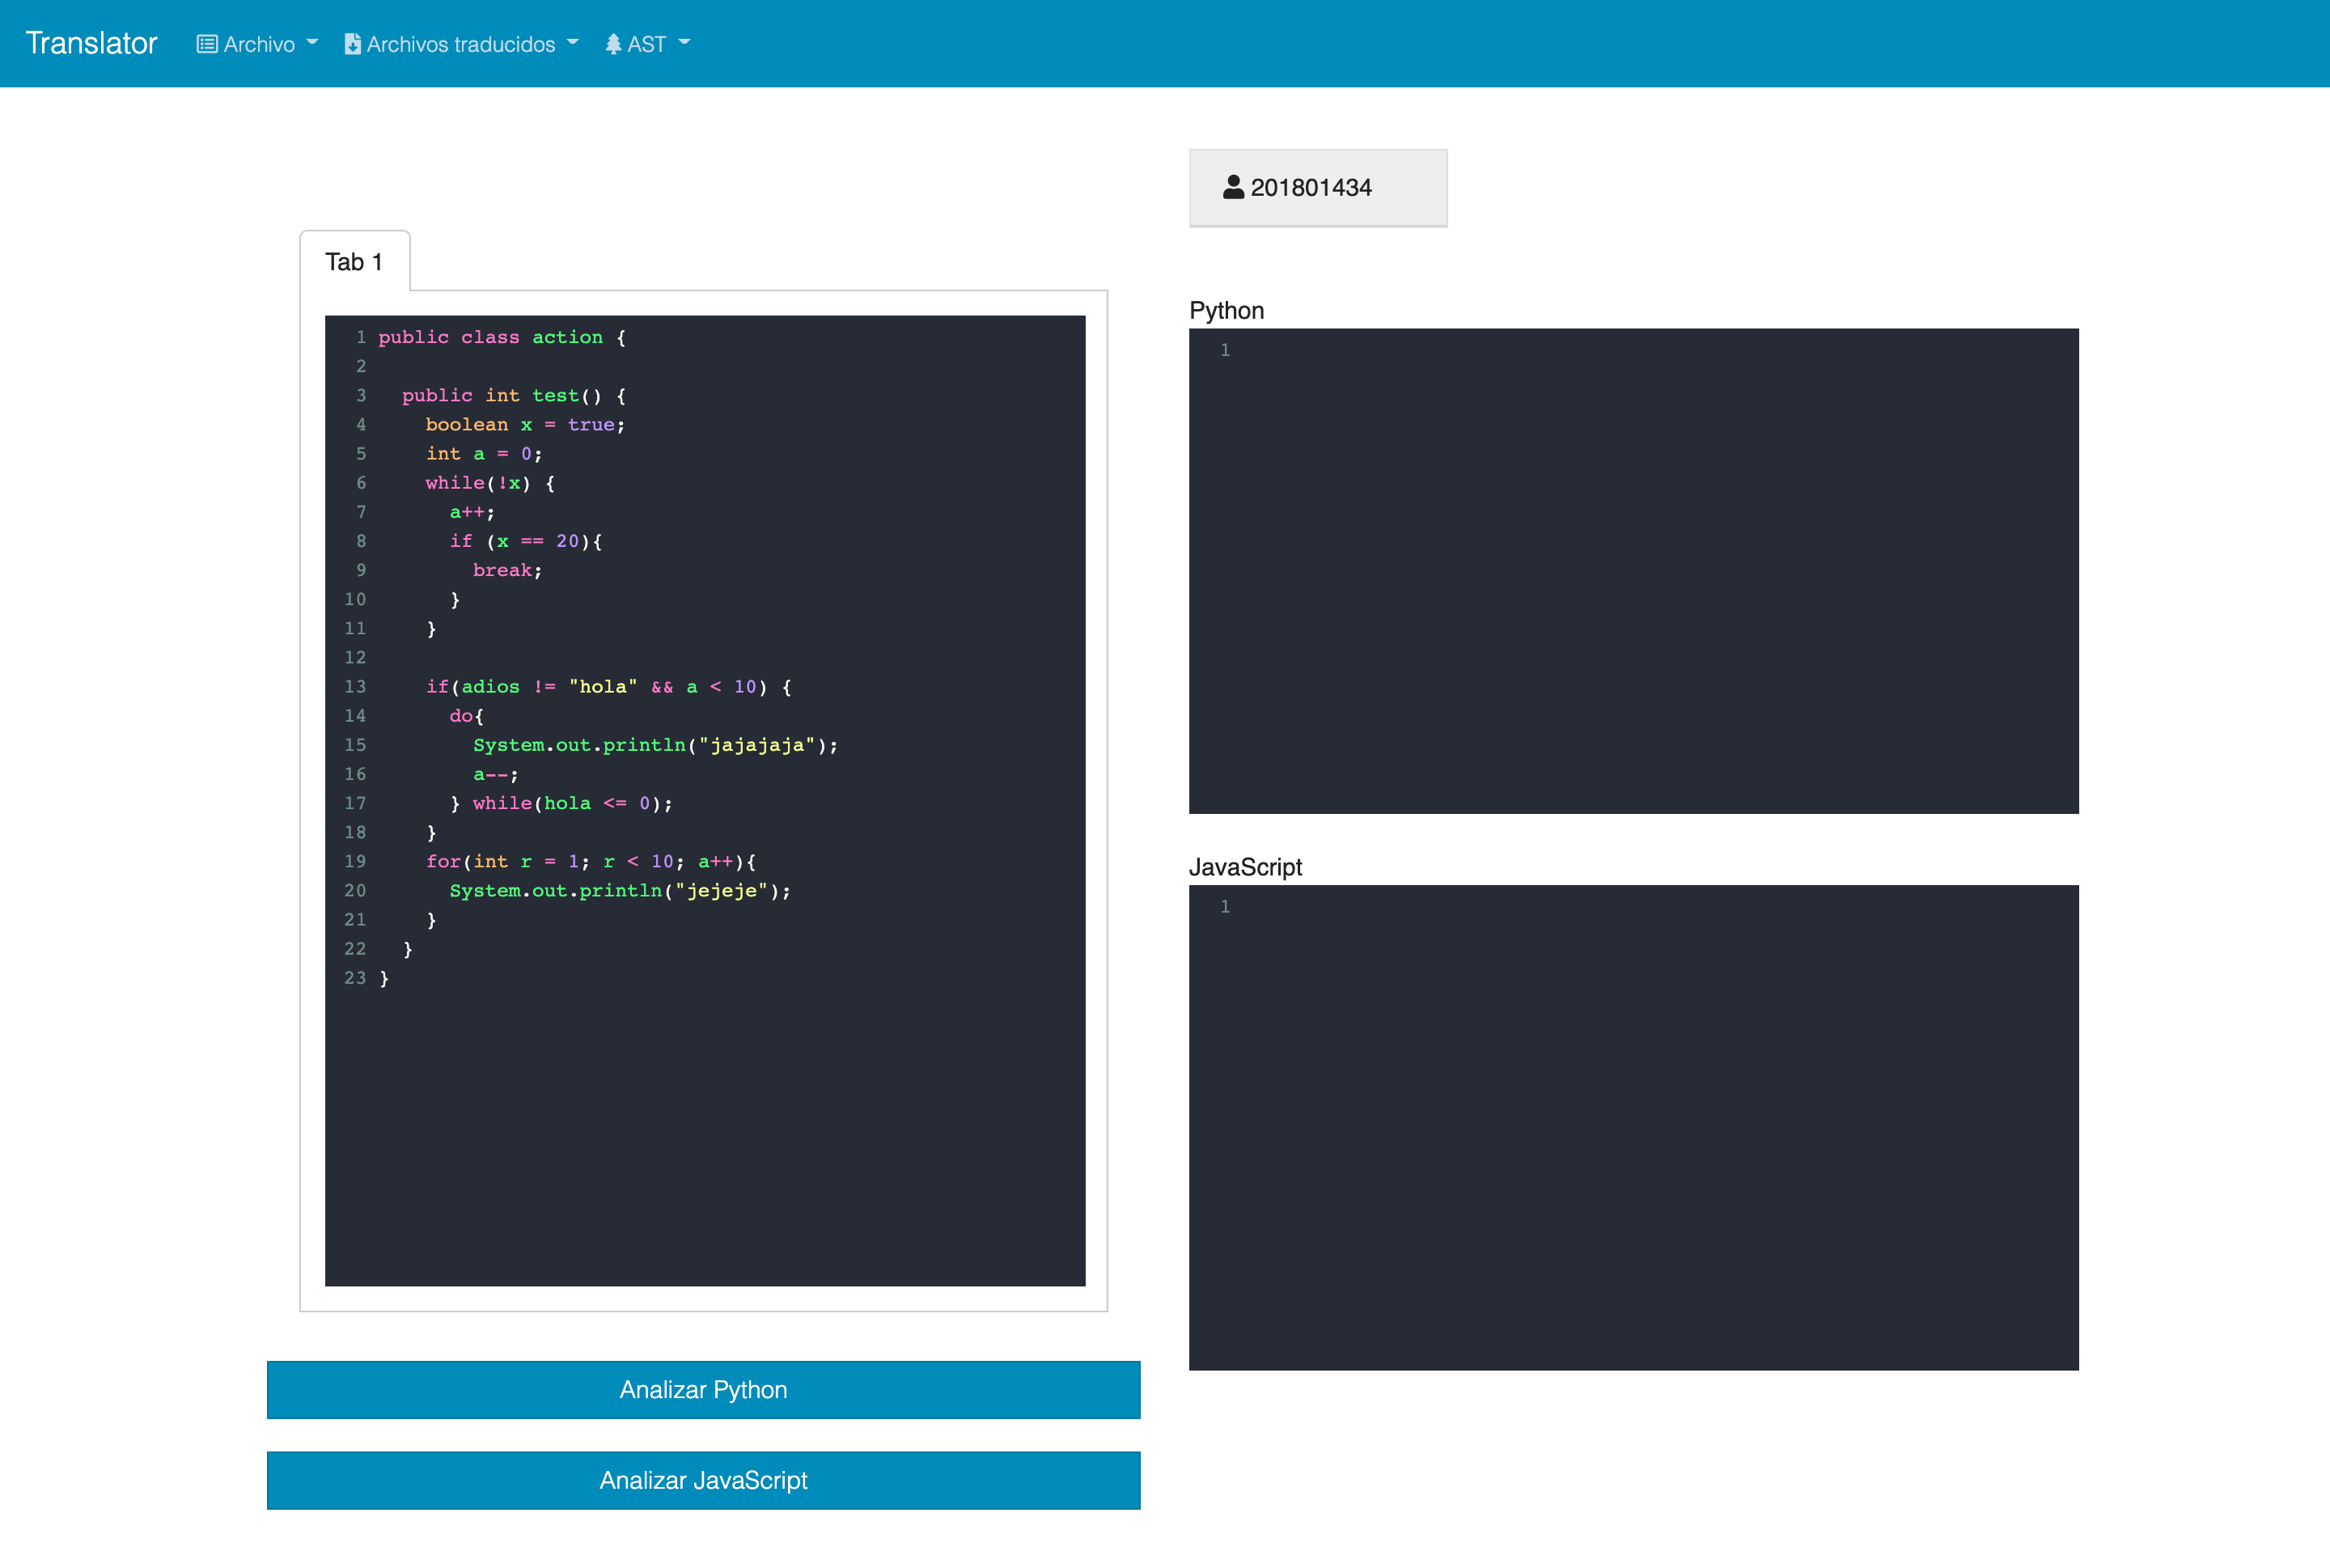 Translator Archivo Archivos traducidos AST
201801434
Tab 1
1 public class action {
2
3   public int test() {
4     boolean x = true;
5     int a = 0;
6     while(!x) {
7       a++;
8       if (x == 20){
9         break;
10       }
11     }
12
13     if(adios != "hola" && a < 10) {
14       do{
15         System.out.println("jajajaja");
16         a--;
17       } while(hola <= 0);
18     }
19     for(int r = 1; r < 10; a++){
20       System.out.println("jejeje");
21     }
22   }
23 }
Analizar Python
Analizar JavaScript
Python
1
JavaScript
1